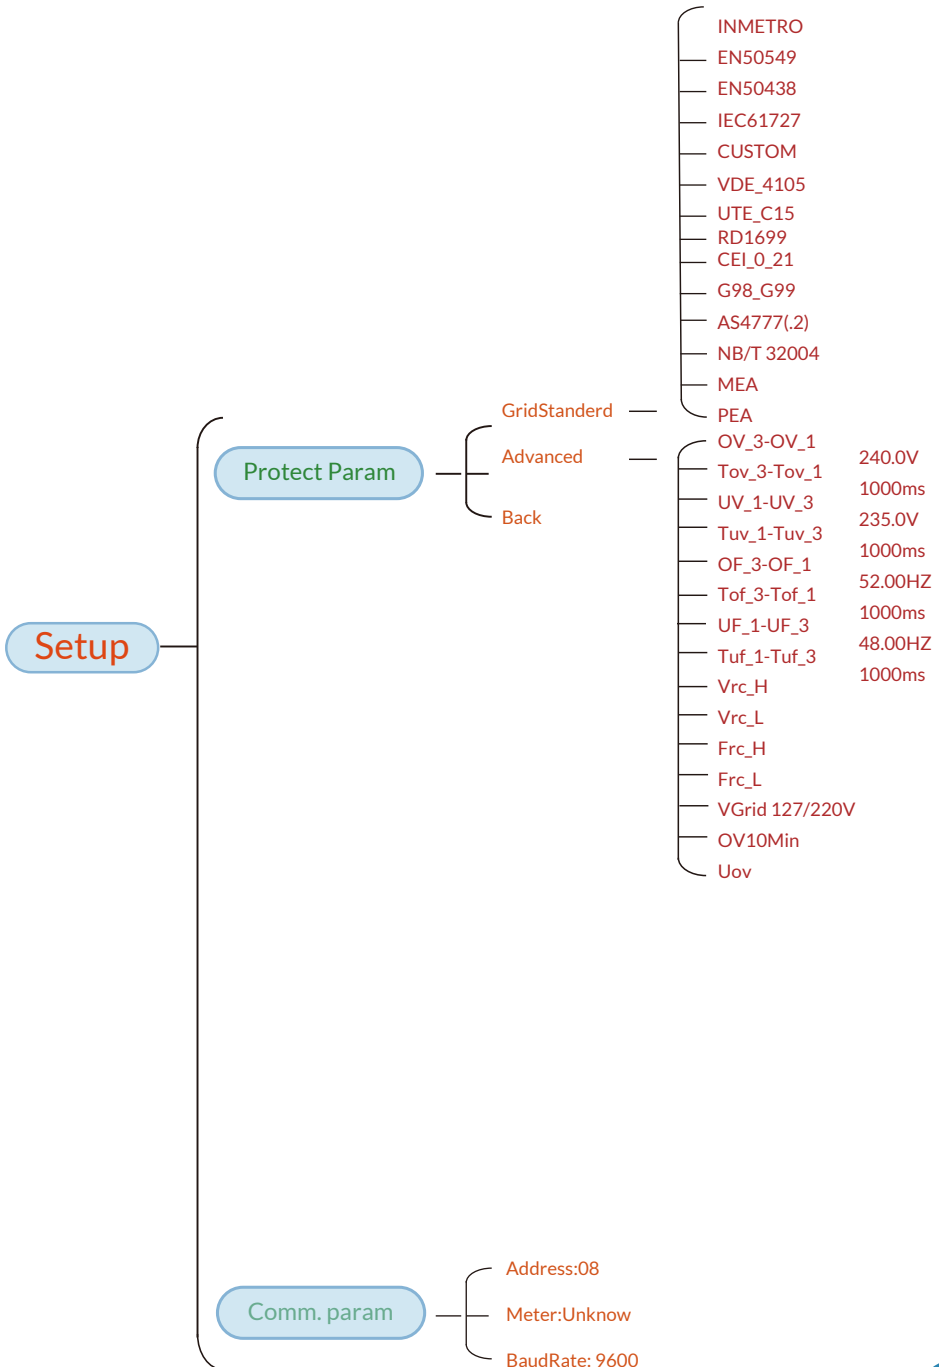 INMETRO
EN50549
EN50438
IEC61727
CUSTOM
VDE_4105
UTE_C15
RD1699
CEI_0_21
G98_G99
AS4777(.2)
NB/T 32004
MEA
PEA
GridStanderd
Advanced
Back
Protect Param
OV_3-OV_1
240.0V
Tov_3-Tov_1
1000ms
UV_1-UV_3
235.0V
Tuv_1-Tuv_3
1000ms
OF_3-OF_1
52.00HZ
Tof_3-Tof_1
1000ms
UF_1-UF_3
48.00HZ
Tuf_1-Tuf_3
1000ms
Vrc_H
Vrc_L
Frc_H
Frc_L
VGrid 127/220V
OV10Min
Uov
Setup
Comm. param
Address:08
Meter:Unknow
BaudRate: 9600